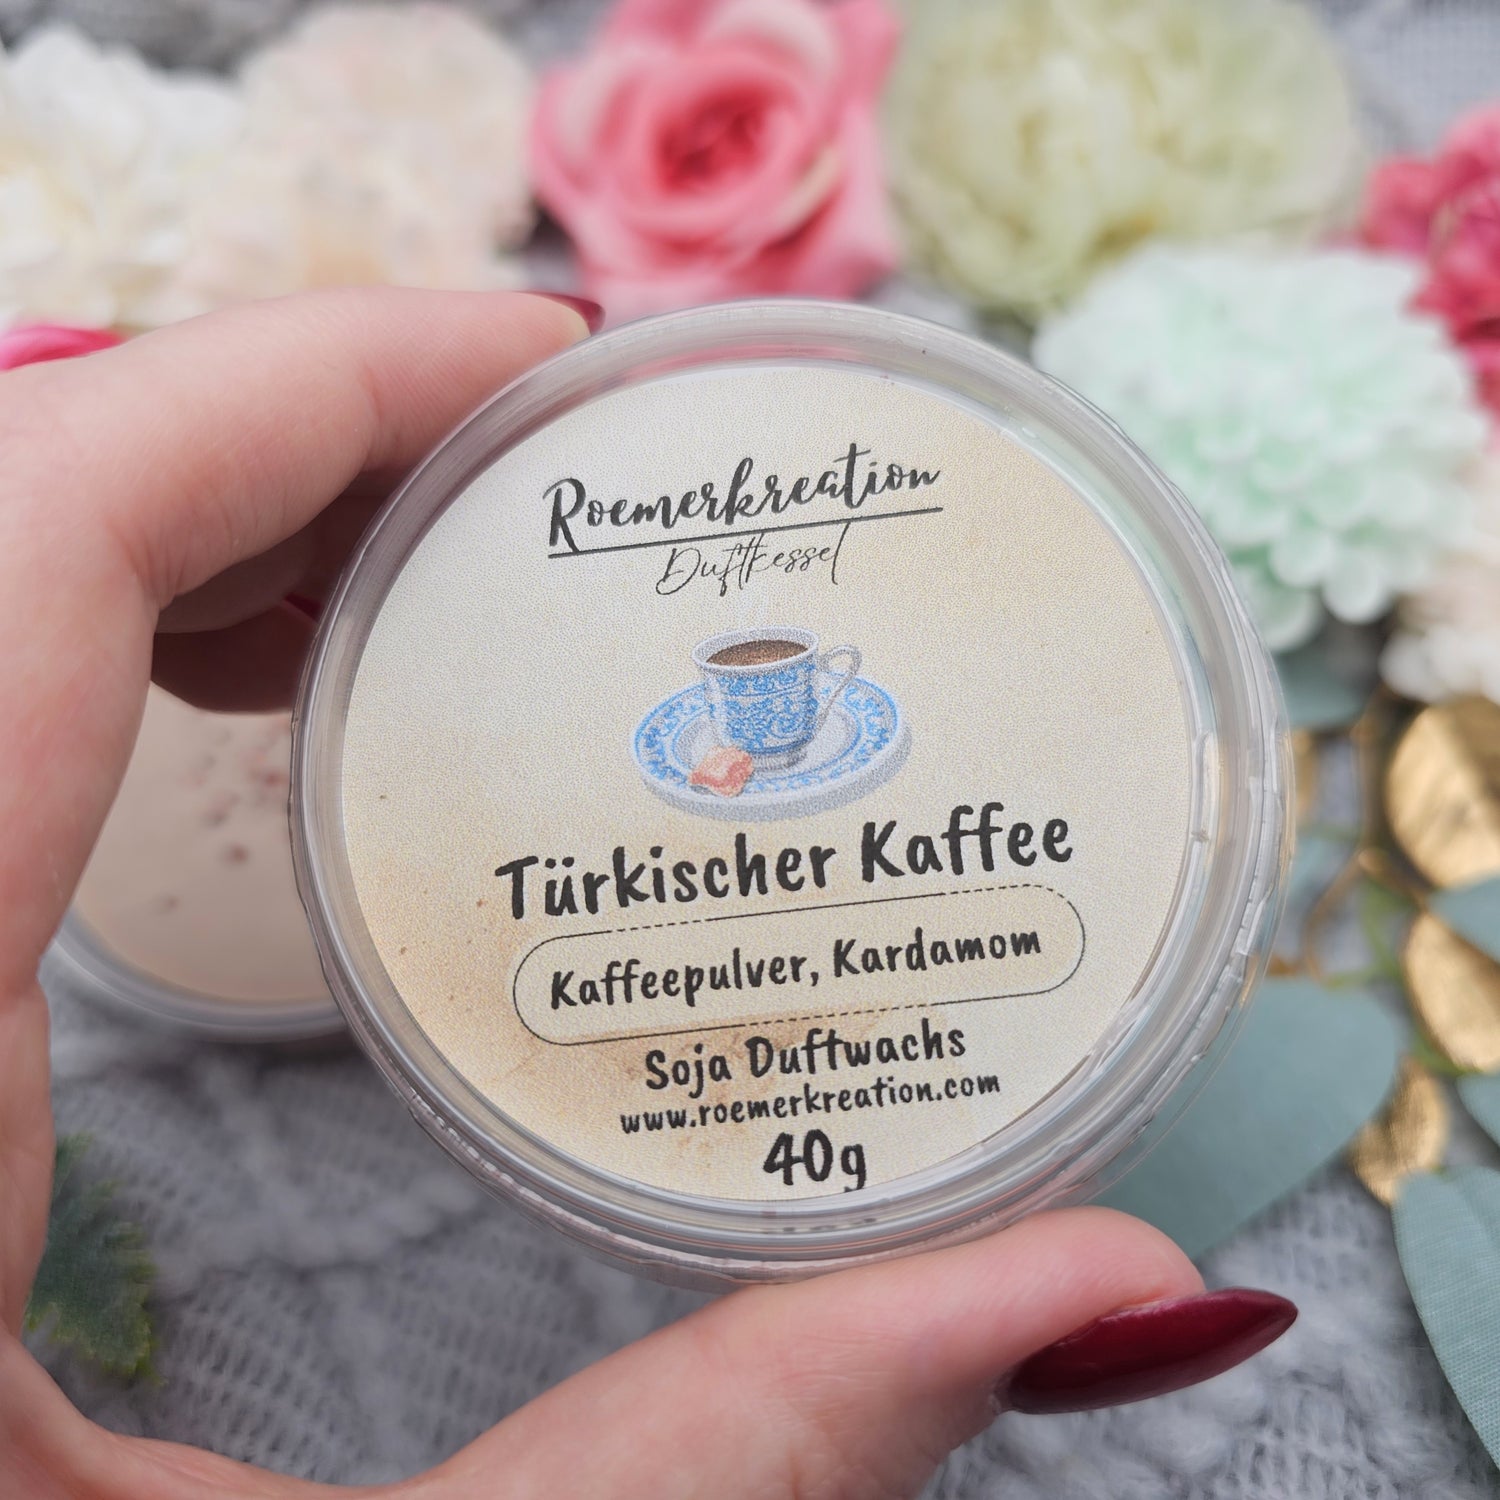 Roemerkreation
Duftkessel
Türkischer Kaffee
Kaffeepulver, Kardamom
Soja Duftwachs
www.roemerkreation.com
40g